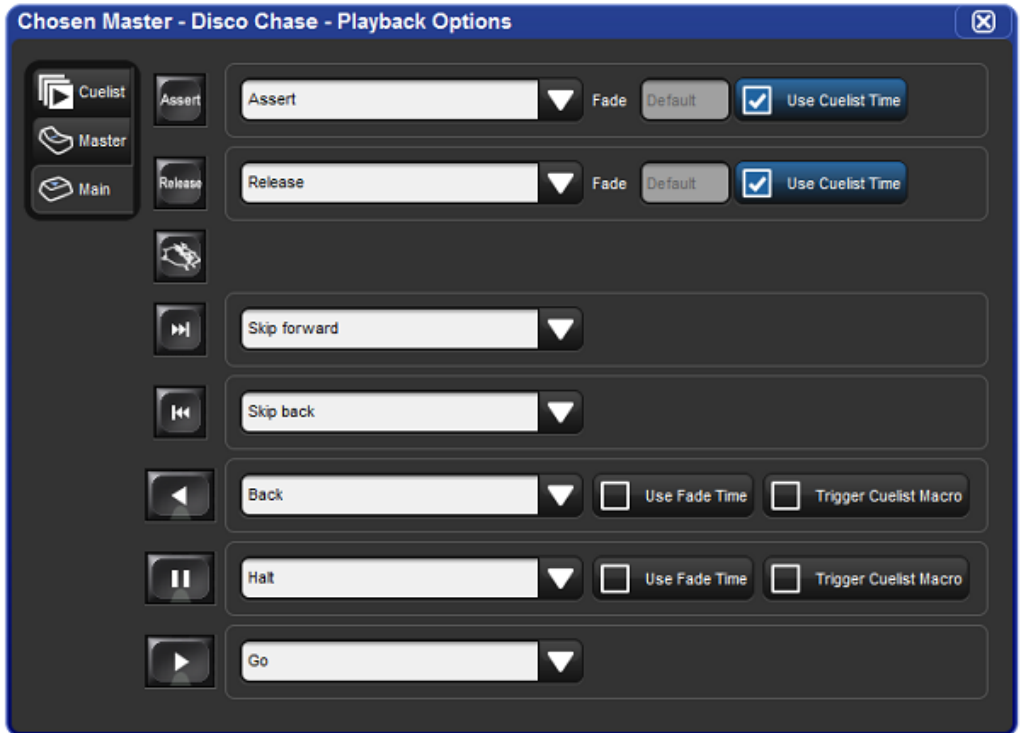 Chosen Master - Disco Chase - Playback Options
Cuelist
Master
Main
Assert
Assert
Fade
Default
Use Cuelist Time
Release
Release
Fade
Default
Use Cuelist Time
Skip forward
Skip back
Back
Use Fade Time
Trigger Cuelist Macro
Halt
Use Fade Time
Trigger Cuelist Macro
Go